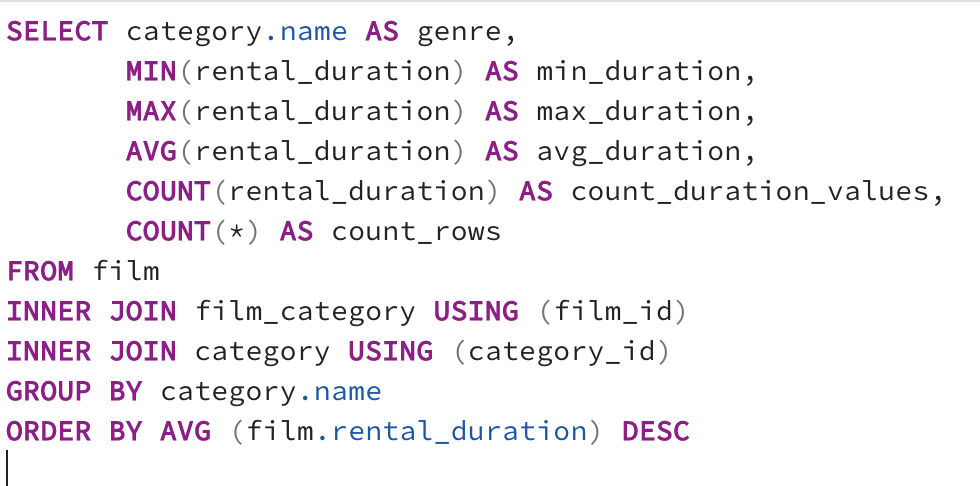 SELECT category.name AS genre,
       MIN(rental_duration) AS min_duration,
       MAX(rental_duration) AS max_duration,
       AVG(rental_duration) AS avg_duration,
       COUNT(rental_duration) AS count_duration_values,
       COUNT(*) AS count_rows
FROM film
INNER JOIN film_category USING (film_id)
INNER JOIN category USING (category_id)
GROUP BY category.name
ORDER BY AVG (film.rental_duration) DESC